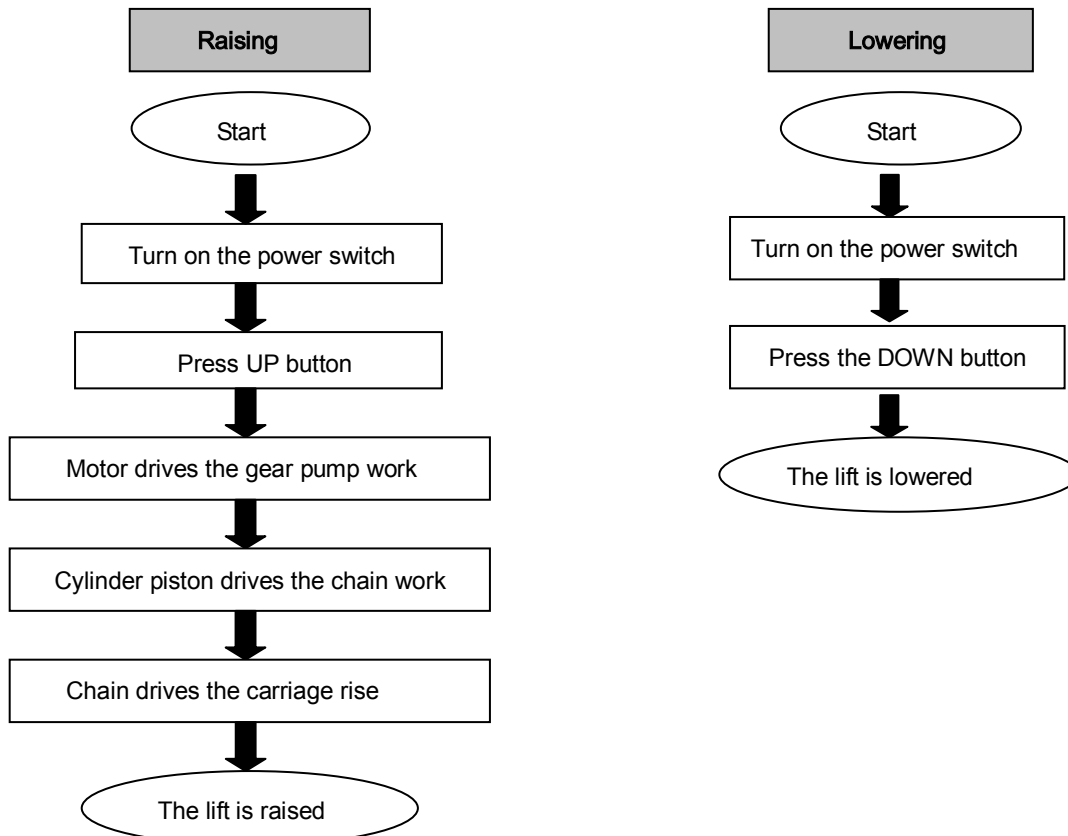 Raising
Start
Turn on the power switch
Press UP button
Motor drives the gear pump work
Cylinder piston drives the chain work
Chain drives the carriage rise
The lift is raised
Lowering
Start
Turn on the power switch
Press the DOWN button
The lift is lowered